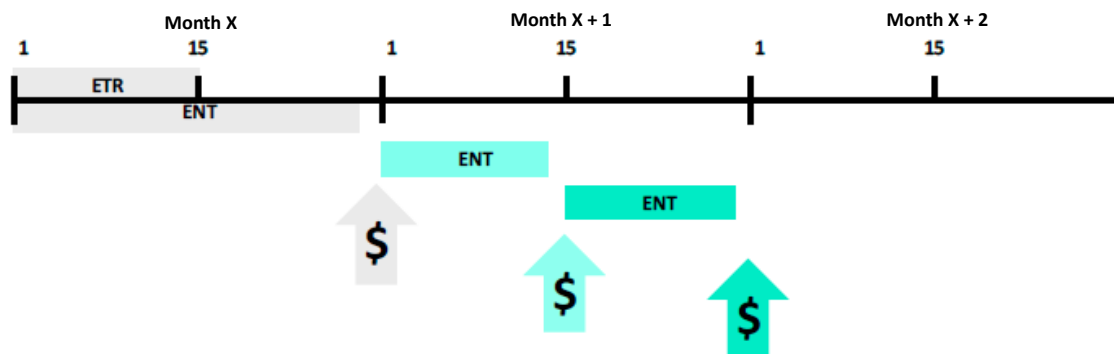 Month X Month X + 1 Month X + 2
1 15 1 15 1 15
ETR
ENT
ENT
ENT
$
$
$